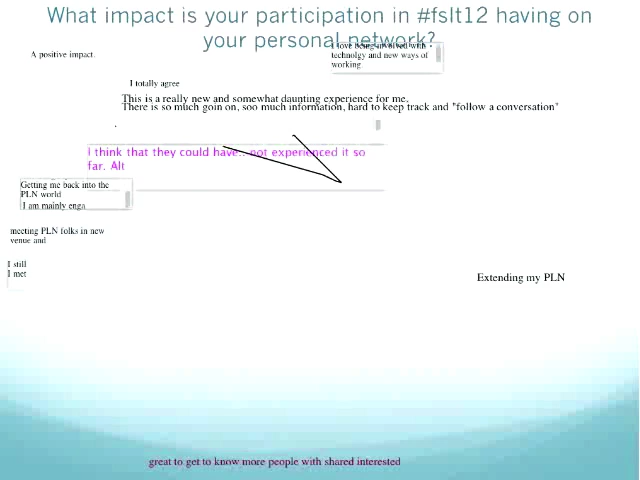 What impact is your participation in #fslt12 having on
your personal network?
I love being involved with
technolgy and new ways of
working
A positive impact.
I totally agree
This is a really new and somewhat daunting experience for me.
There is so much goin on, soo much information, hard to keep track and "follow a conversation"
.
I think that they could have.. not experienced it so
far. Alt
Getting me back into the
PLN world
I am mainly enga
meeting PLN folks in new
venue and
I still
I met
Extending my PLN
great to get to know more people with shared interested